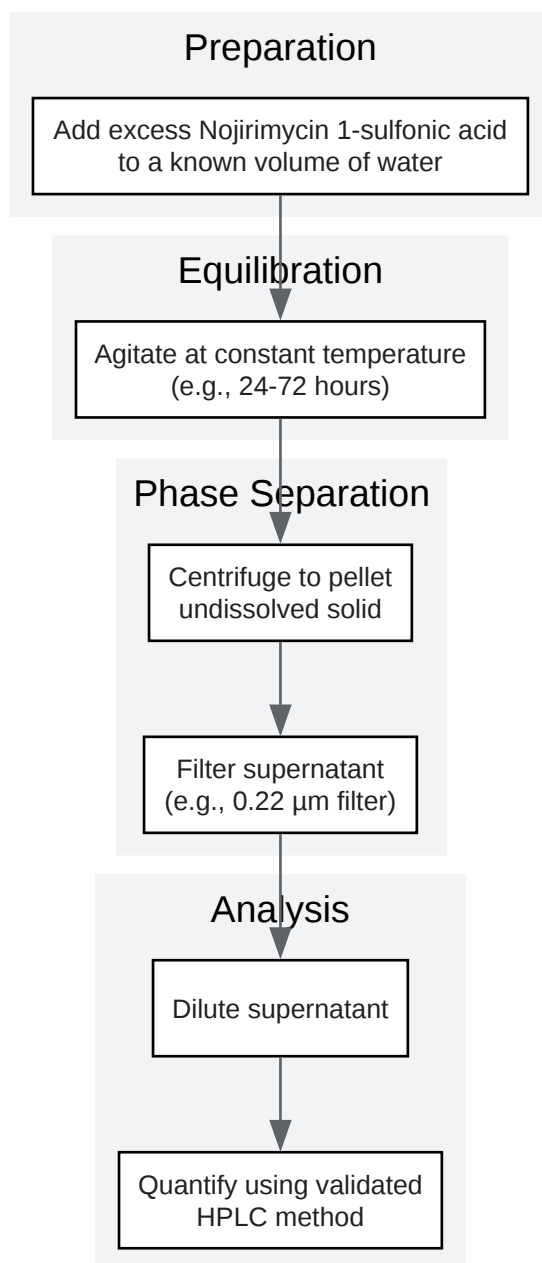 Preparation
Add excess Nojirimycin 1-sulfonic acid
to a known volume of water
Equilibration
Agitate at constant temperature
(e.g., 24-72 hours)
Phase Separation
Centrifuge to pellet
undissolved solid
Filter supernatant
(e.g., 0.22 µm filter)
Analysis
Dilute supernatant
Quantify using validated
HPLC method